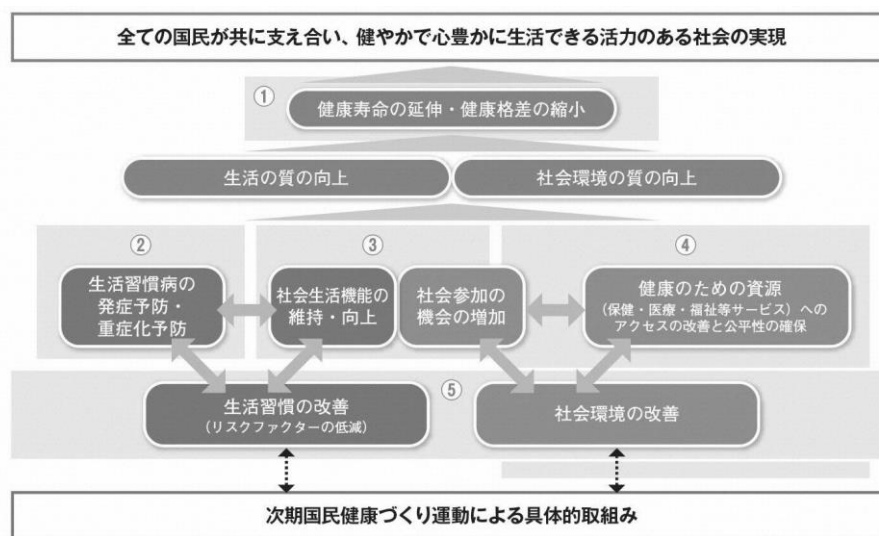 全ての国民が共に支え合い、健やかで心豊かに生活できる活力のある社会の実現
①
健康寿命の延伸・健康格差の縮小
生活の質の向上
社会環境の質の向上
②
生活習慣病の
発症予防・
重症化予防
③
社会生活機能の
維持・向上
社会参加の
機会の増加
④
健康のための資源
(保健・医療・福祉等サービス)への
アクセスの改善と公平性の確保
⑤
生活習慣の改善
(リスクファクターの低減)
社会環境の改善
次期国民健康づくり運動による具体的取組み